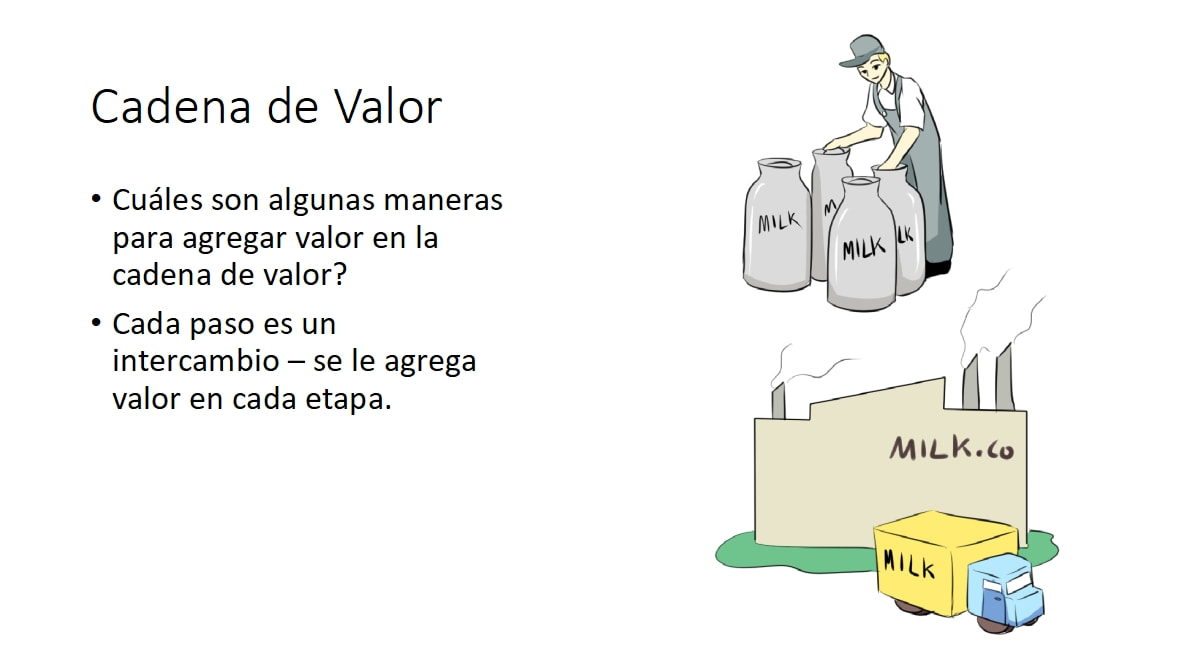 Cadena de Valor
• Cuáles son algunas maneras
para agregar valor en la
cadena de valor?
• Cada paso es un
intercambio – se le agrega
valor en cada etapa.
MILK
M
MILK
LK
MILK.co
MILK